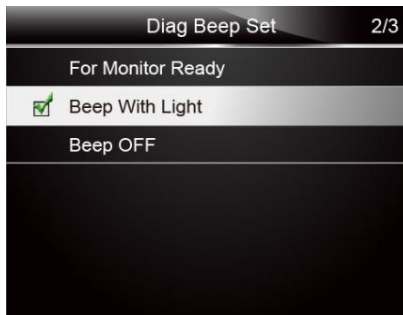 Diag Beep Set 2/3
For Monitor Ready
Beep With Light
Beep OFF